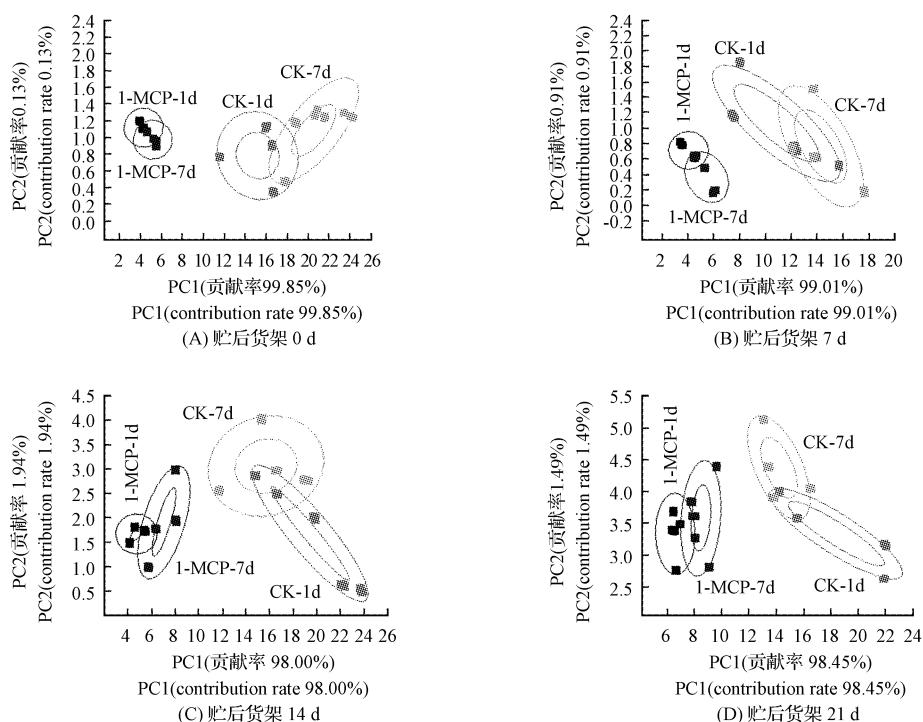 2.4
2.2
2.0
1.8
1.6
1.4
1.2
1.0
0.8
0.6
0.4
0.2
0.0
PC2(贡献率0.13%)
PC2(contribution rate 0.13%)
CK-7d
1-MCP-1d
CK-1d
1-MCP-7d
2 4 6 8 10 12 14 16 18 20 22 24 26
PC1(贡献率99.85%)
PC1(contribution rate 99.85%)
(A) 贮后货架 0 d
2.4
2.2
2.0
1.8
1.6
1.4
1.2
1.0
0.8
0.6
0.4
0.2
0.0
-0.2
PC2(贡献率0.91%)
PC2(contribution rate 0.91%)
CK-1d
1-MCP-1d
CK-7d
1-MCP-7d
2 4 6 8 10 12 14 16 18 20
PC1(贡献率 99.01%)
PC1(contribution rate 99.01%)
(B) 贮后货架 7 d
4.5
4.0
3.5
3.0
2.5
2.0
1.5
1.0
0.5
PC2(贡献率 1.94%)
PC2(contribution rate 1.94%)
CK-7d
1-MCP-1d
1-MCP-7d
CK-1d
4 6 8 10 12 14 16 18 20 22 24 26
PC1(贡献率 98.00%)
PC1(contribution rate 98.00%)
(C) 贮后货架 14 d
5.5
5.0
4.5
4.0
3.5
3.0
2.5
PC2(贡献率1.49%)
PC2(contribution rate 1.49%)
1-MCP-1d
CK-7d
1-MCP-7d
CK-1d
6 8 10 12 14 16 18 20 22 24
PC1(贡献率 98.45%)
PC1(contribution rate 98.45%)
(D) 贮后货架 21 d